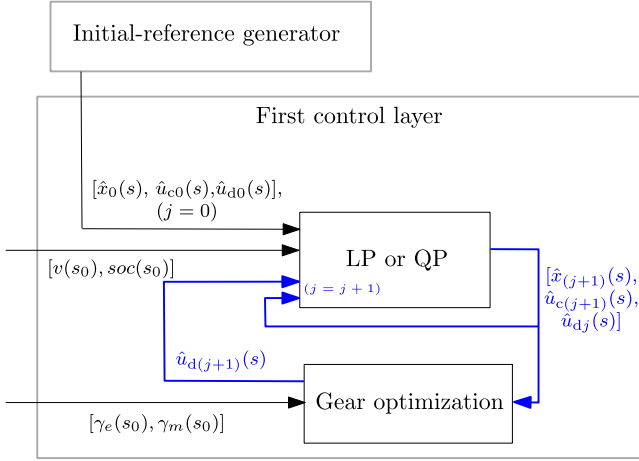 Initial-reference generator
First control layer
[x̂₀(s), û_c0(s),û_d0(s)],
(j = 0)
[v(s₀), soc(s₀)]
LP or QP
(j = j + 1)
[x̂_(j+1)(s),
û_c(j+1)(s),
û_dj(s)]
û_d(j+1)(s)
Gear optimization
[γ_e(s₀), γ_m(s₀)]